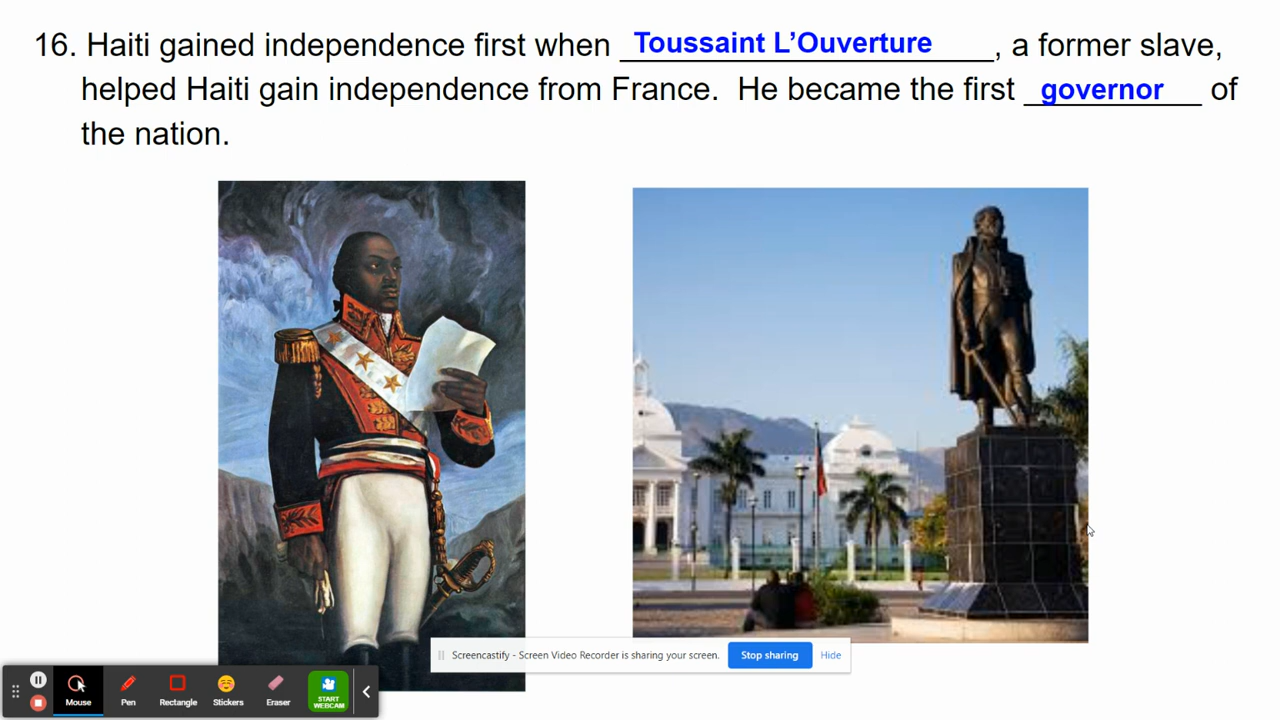 16. Haiti gained independence first when Toussaint L’Ouverture, a former slave,
helped Haiti gain independence from France. He became the first governor of
the nation.
Screencastify - Screen Video Recorder is sharing your screen. Stop sharing Hide
Mouse Pen Rectangle Stickers Eraser START WEBCAM